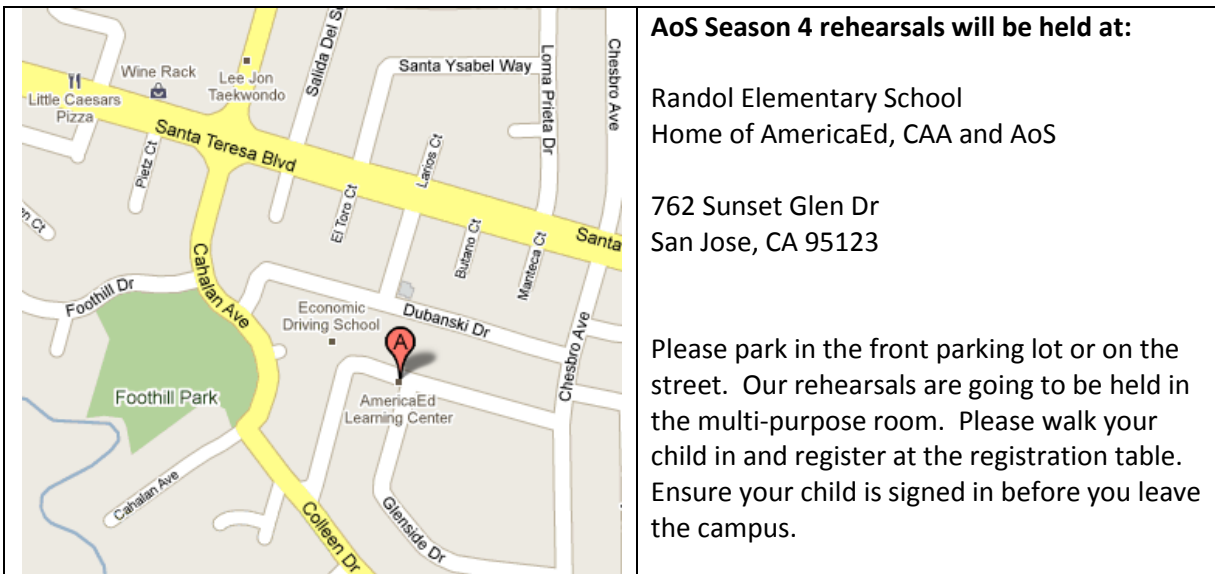 Salida Del S
Wine Rack
Lee Jon
Taekwondo
Little Caesars
Pizza
Santa Ysabel Way
Loma Prieta Dr
Chesbro Ave
Santa Teresa Blvd
Pietz Ct
Larios Ct
El Toro Ct
Butano Ct
Manteca Ct
Santa
en Ct
Cahalan Ave
Foothill Dr
Economic
Driving School
Dubanski Dr
Chesbro Ave
A
Foothill Park
AmericaEd
Learning Center
Cahalan Ave
Colleen Dr
Glenside Dr
AoS Season 4 rehearsals will be held at:
Randol Elementary School
Home of AmericaEd, CAA and AoS
762 Sunset Glen Dr
San Jose, CA 95123
Please park in the front parking lot or on the
street.  Our rehearsals are going to be held in
the multi-purpose room.  Please walk your
child in and register at the registration table.
Ensure your child is signed in before you leave
the campus.